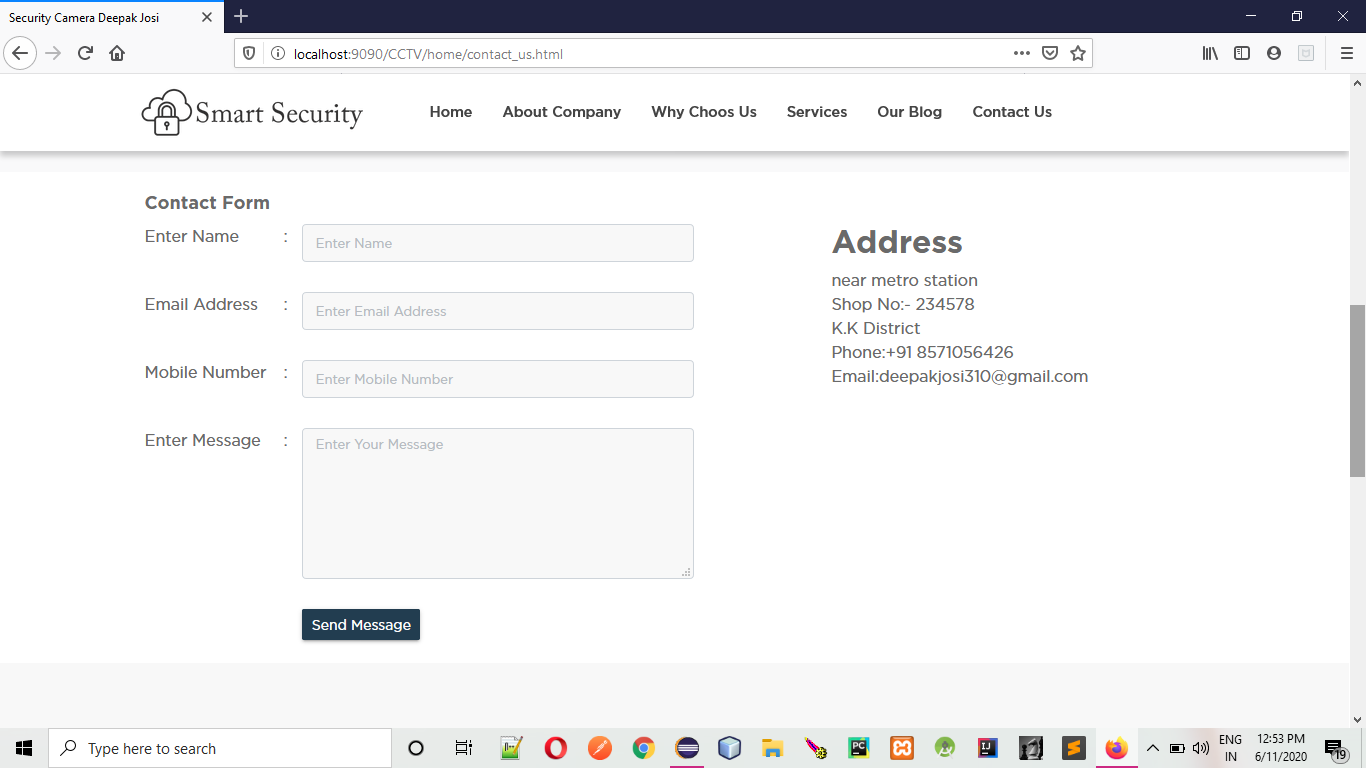 Security Camera Deepak Josi
localhost:9090/CCTV/home/contact_us.html
Smart Security
Home About Company Why Choos Us Services Our Blog Contact Us
Contact Form
Enter Name : Enter Name
Email Address : Enter Email Address
Mobile Number : Enter Mobile Number
Enter Message : Enter Your Message
Send Message
Address
near metro station
Shop No:- 234578
K.K District
Phone:+91 8571056426
Email:deepakjosi310@gmail.com
Type here to search
PC
IJ
ENG
IN
12:53 PM
6/11/2020
19